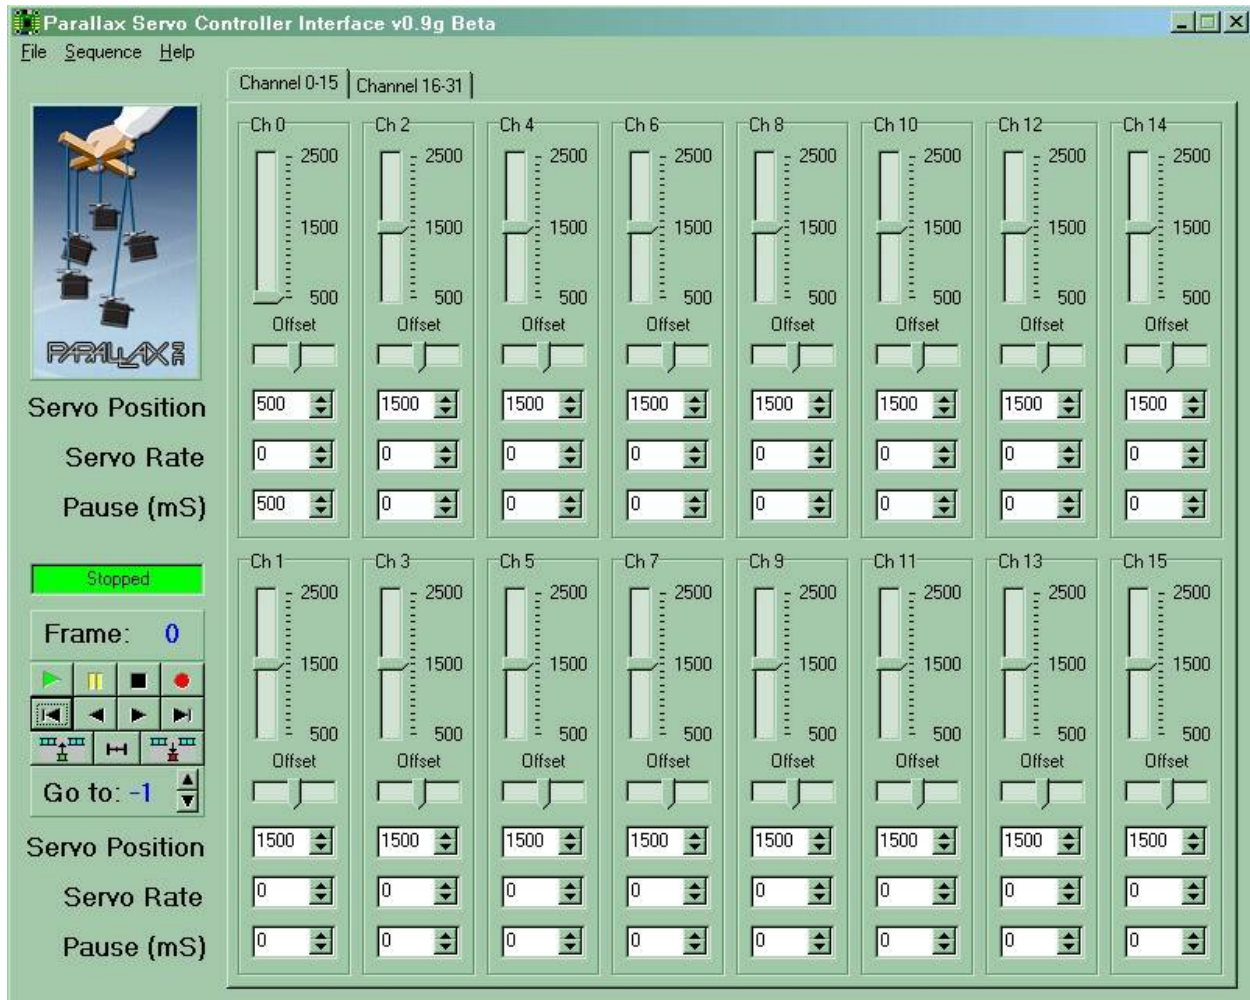 Parallax Servo Controller Interface v0.9g Beta
File Sequence Help
Channel 0-15 Channel 16-31
Ch 0 Ch 2 Ch 4 Ch 6 Ch 8 Ch 10 Ch 12 Ch 14
2500 2500 2500 2500 2500 2500 2500 2500
1500 1500 1500 1500 1500 1500 1500 1500
500 500 500 500 500 500 500 500
Offset Offset Offset Offset Offset Offset Offset Offset
PARALLAX
Servo Position 500 1500 1500 1500 1500 1500 1500 1500
Servo Rate 0 0 0 0 0 0 0 0
Pause (mS) 500 0 0 0 0 0 0 0
Ch 1 Ch 3 Ch 5 Ch 7 Ch 9 Ch 11 Ch 13 Ch 15
Stopped
2500 2500 2500 2500 2500 2500 2500 2500
Frame: 0
1500 1500 1500 1500 1500 1500 1500 1500
500 500 500 500 500 500 500 500
Offset Offset Offset Offset Offset Offset Offset Offset
Go to: -1
Servo Position 1500 1500 1500 1500 1500 1500 1500 1500
Servo Rate 0 0 0 0 0 0 0 0
Pause (mS) 0 0 0 0 0 0 0 0